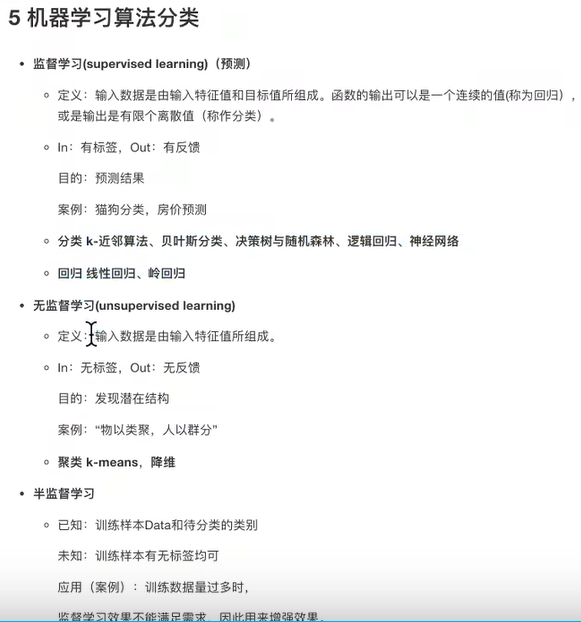 5 机器学习算法分类
监督学习(supervised learning)（预测）
定义：输入数据是由输入特征值和目标值所组成。函数的输出可以是一个连续的值(称为回归），
或是输出是有限个离散值（称作分类）。
In：有标签，Out：有反馈
目的：预测结果
案例：猫狗分类，房价预测
分类 k-近邻算法、贝叶斯分类、决策树与随机森林、逻辑回归、神经网络
回归 线性回归、岭回归
无监督学习(unsupervised learning)
定义：输入数据是由输入特征值所组成。
In：无标签，Out：无反馈
目的：发现潜在结构
案例：“物以类聚，人以群分”
聚类 k-means，降维
半监督学习
已知：训练样本Data和待分类的类别
未知：训练样本有无标签均可
应用（案例）：训练数据量过多时，
监督学习效果不能满足需求，因此用来增强效果。